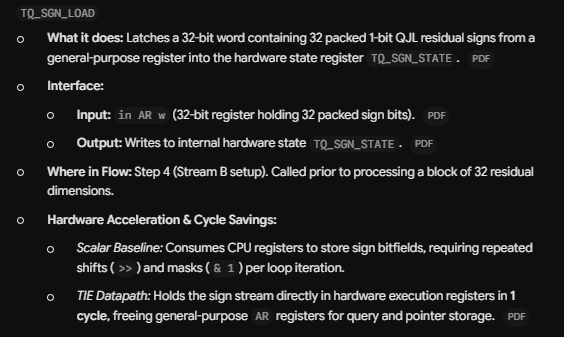 TQ_SGN_LOAD
What it does: Latches a 32-bit word containing 32 packed 1-bit QJL residual signs from a
general-purpose register into the hardware state register TQ_SGN_STATE . PDF
Interface:
Input: in AR w (32-bit register holding 32 packed sign bits). PDF
Output: Writes to internal hardware state TQ_SGN_STATE . PDF
Where in Flow: Step 4 (Stream B setup). Called prior to processing a block of 32 residual
dimensions.
Hardware Acceleration & Cycle Savings:
Scalar Baseline: Consumes CPU registers to store sign bitfields, requiring repeated
shifts ( >> ) and masks ( & 1 ) per loop iteration.
TIE Datapath: Holds the sign stream directly in hardware execution registers in 1
cycle, freeing general-purpose AR registers for query and pointer storage. PDF